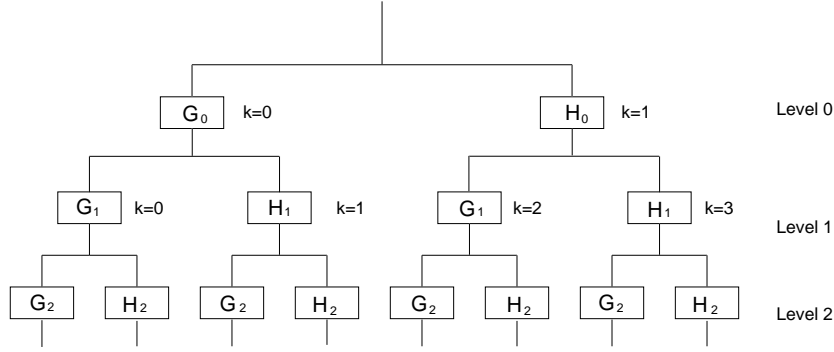 G₀ k=0 H₀ k=1 Level 0
G₁ k=0 H₁ k=1 G₁ k=2 H₁ k=3 Level 1
G₂ H₂ G₂ H₂ G₂ H₂ G₂ H₂ Level 2